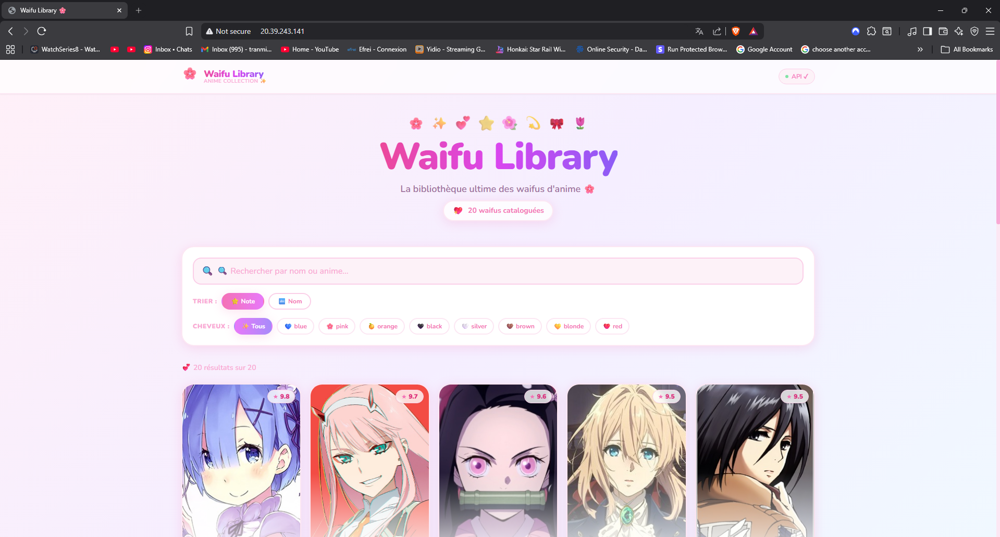 Waifu Library 🌸
Not secure 20.39.243.141
WatchSeries8 - Wat...
Inbox • Chats
Inbox (995) - tranmi...
Home - YouTube
Efrei - Connexion
Yidio - Streaming G...
Honkai: Star Rail Wi...
Online Security - Da...
Run Protected Brow...
Google Account
choose another acc...
All Bookmarks
Waifu Library
ANIME COLLECTION ✨
API ✓
Waifu Library
La bibliothèque ultime des waifus d'anime 🌸
💖 20 waifus cataloguées
🔍 🔍 Rechercher par nom ou anime...
TRIER : ⭐ Note 🔤 Nom
CHEVEUX : ✨ Tous 💙 blue 🌸 pink 🍊 orange 🖤 black 🤍 silver 🤎 brown 💛 blonde ❤️ red
💕 20 résultats sur 20
★ 9.8
★ 9.7
★ 9.6
★ 9.5
★ 9.5